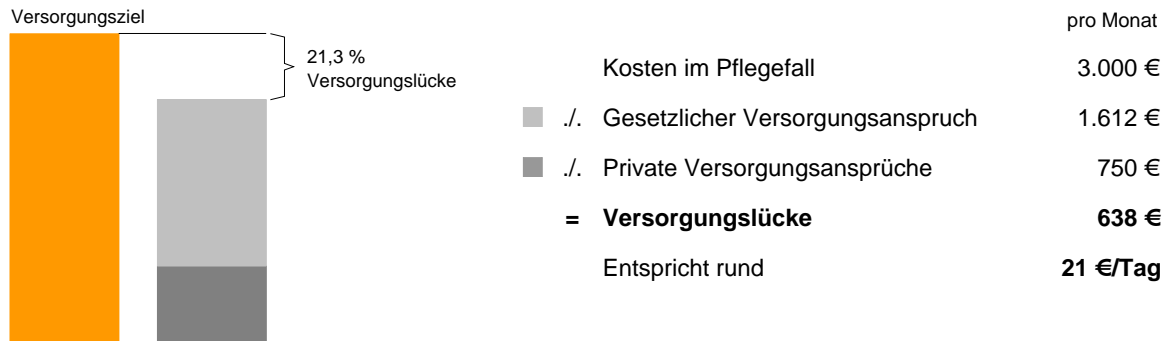 Versorgungsziel
21,3 %
Versorgungslücke
pro Monat
Kosten im Pflegefall 3.000 €
./. Gesetzlicher Versorgungsanspruch 1.612 €
./. Private Versorgungsansprüche 750 €
= Versorgungslücke 638 €
Entspricht rund 21 €/Tag